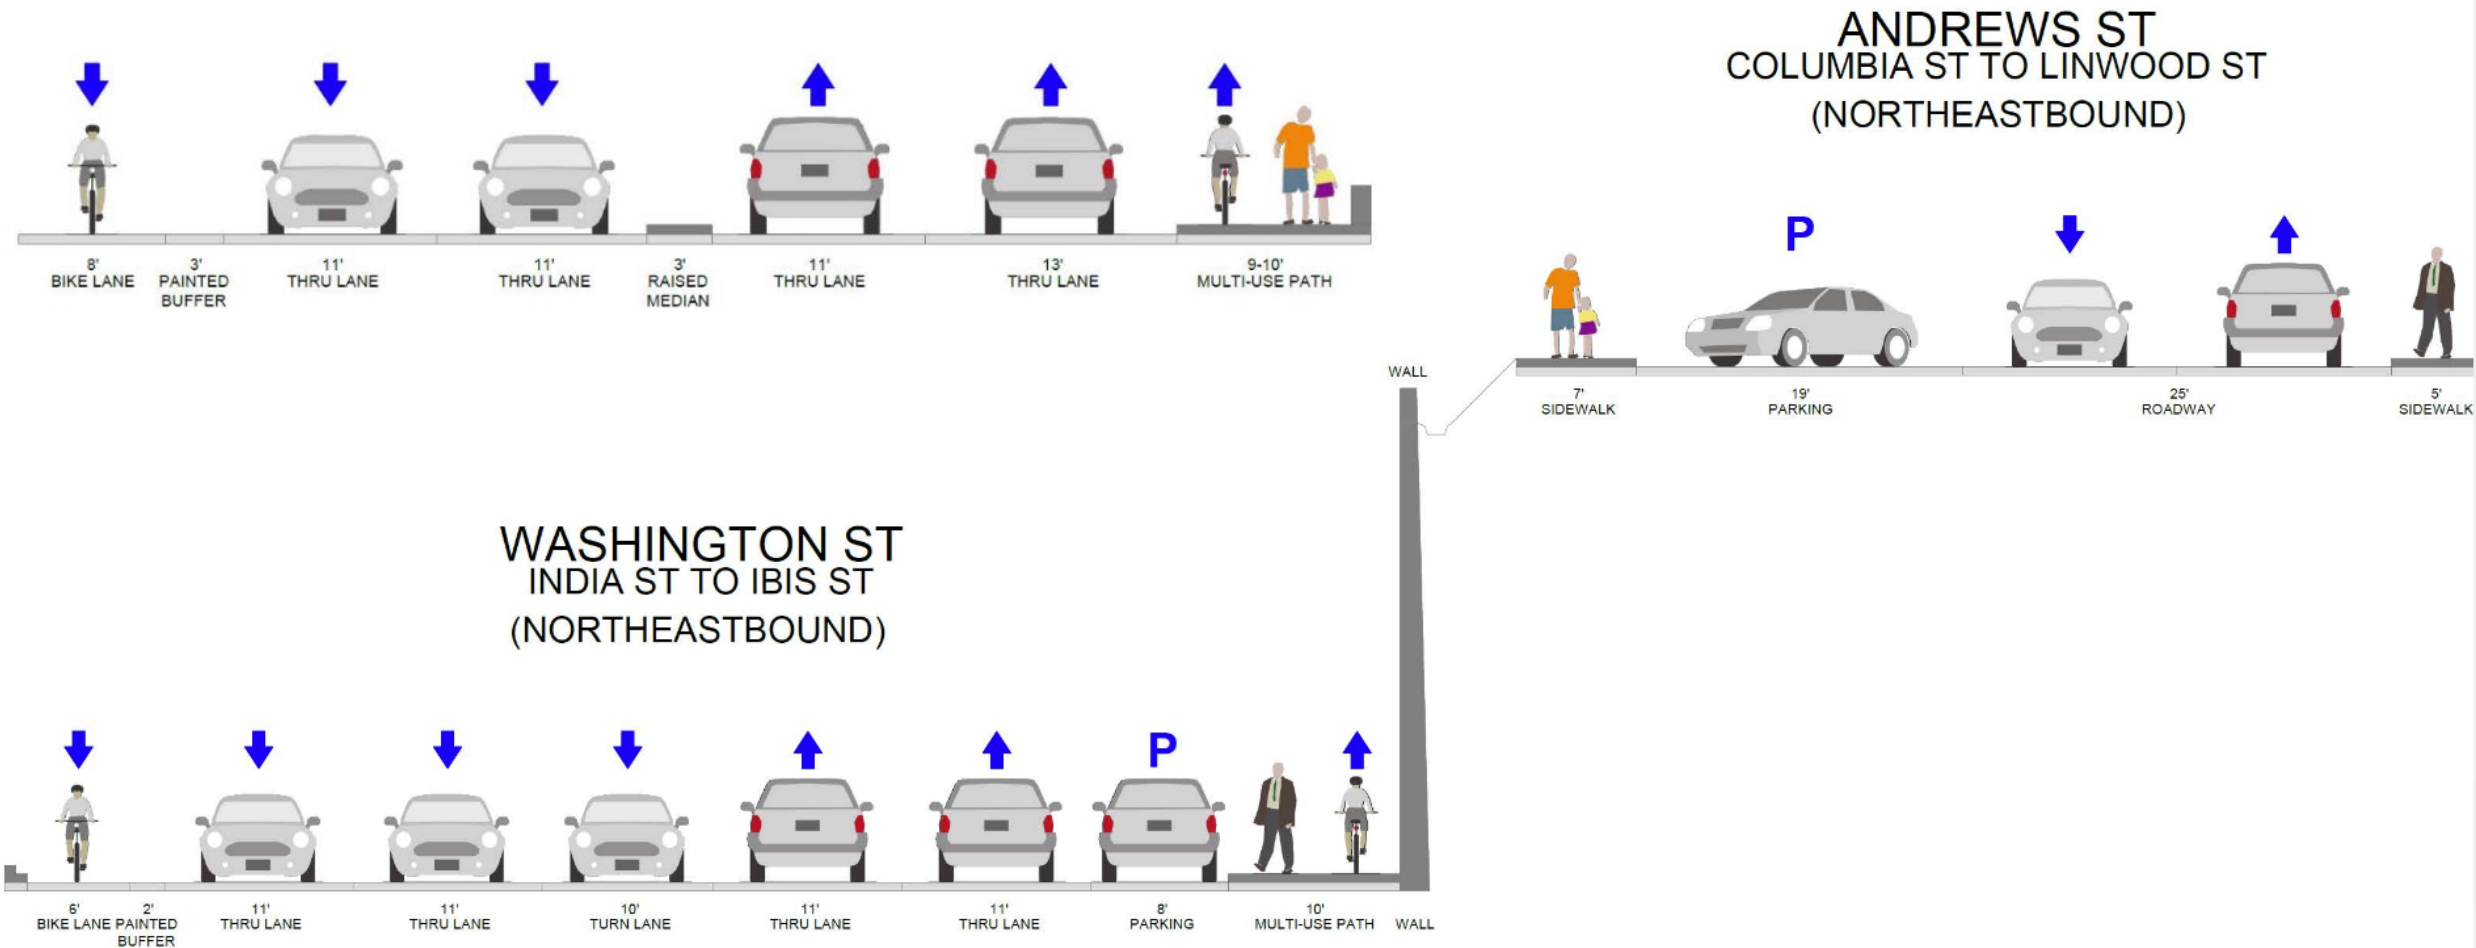 8'
BIKE LANE
3'
PAINTED
BUFFER
11'
THRU LANE
11'
THRU LANE
3'
RAISED
MEDIAN
11'
THRU LANE
13'
THRU LANE
9-10'
MULTI-USE PATH
ANDREWS ST
COLUMBIA ST TO LINWOOD ST
(NORTHEASTBOUND)
P
7'
SIDEWALK
19'
PARKING
25'
ROADWAY
5'
SIDEWALK
WALL
WASHINGTON ST
INDIA ST TO IBIS ST
(NORTHEASTBOUND)
P
6'
BIKE LANE
2'
PAINTED
BUFFER
11'
THRU LANE
11'
THRU LANE
10'
TURN LANE
11'
THRU LANE
11'
THRU LANE
8'
PARKING
10'
MULTI-USE PATH
WALL